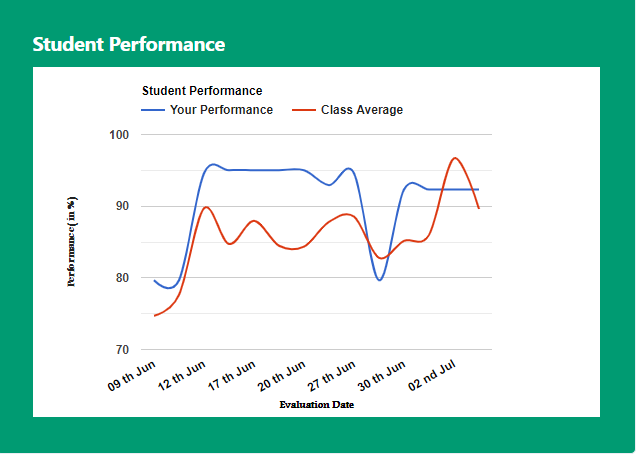 Student Performance
Student Performance
Your Performance Class Average
100
90
80
70
Performance( in %)
09 th Jun 12 th Jun 17 th Jun 20 th Jun 27 th Jun 30 th Jun 02 nd Jul
Evaluation Date